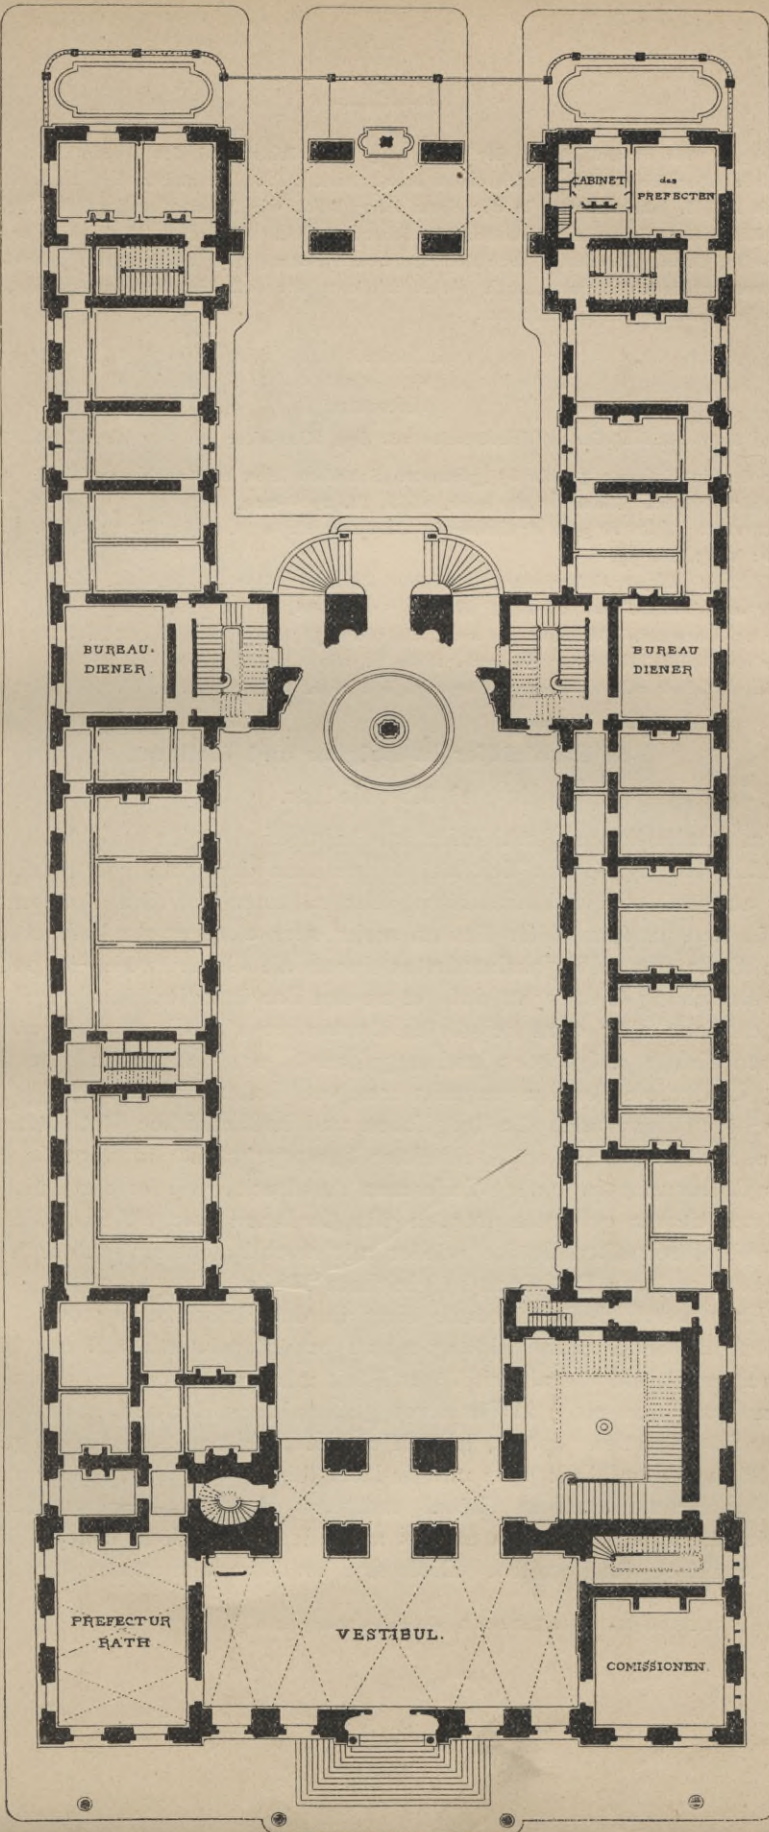 CABINET
des
PREFECTEN
BUREAU-
DIENER.
BUREAU
DIENER
PREFECTUR
RATH
VESTIBUL.
COMISSIONEN.